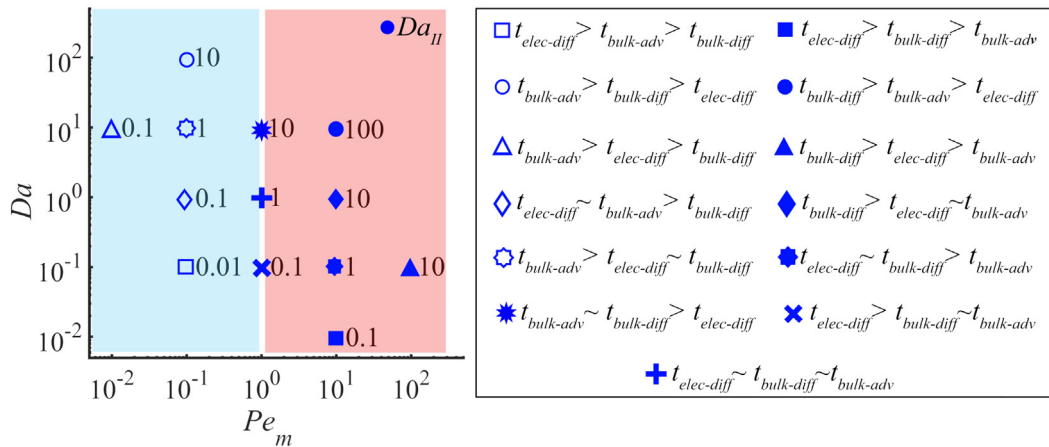 Da_II
10^2
10
0.1
1
10
100
10^1
Da
10^0
0.1
1
10
10^-1
0.01
0.1
1
10
10^-2
0.1
10^-2
10^-1
10^0
10^1
10^2
Pe_m
t_elec-diff > t_bulk-adv > t_bulk-diff
t_elec-diff > t_bulk-diff > t_bulk-adv
t_bulk-adv > t_bulk-diff > t_elec-diff
t_bulk-diff > t_bulk-adv > t_elec-diff
t_bulk-adv > t_elec-diff > t_bulk-diff
t_bulk-diff > t_elec-diff > t_bulk-adv
t_elec-diff ~ t_bulk-adv > t_bulk-diff
t_bulk-diff > t_elec-diff ~ t_bulk-adv
t_bulk-adv > t_elec-diff ~ t_bulk-diff
t_elec-diff ~ t_bulk-diff > t_bulk-adv
t_bulk-adv ~ t_bulk-diff > t_elec-diff
t_elec-diff > t_bulk-diff ~ t_bulk-adv
t_elec-diff ~ t_bulk-diff ~ t_bulk-adv